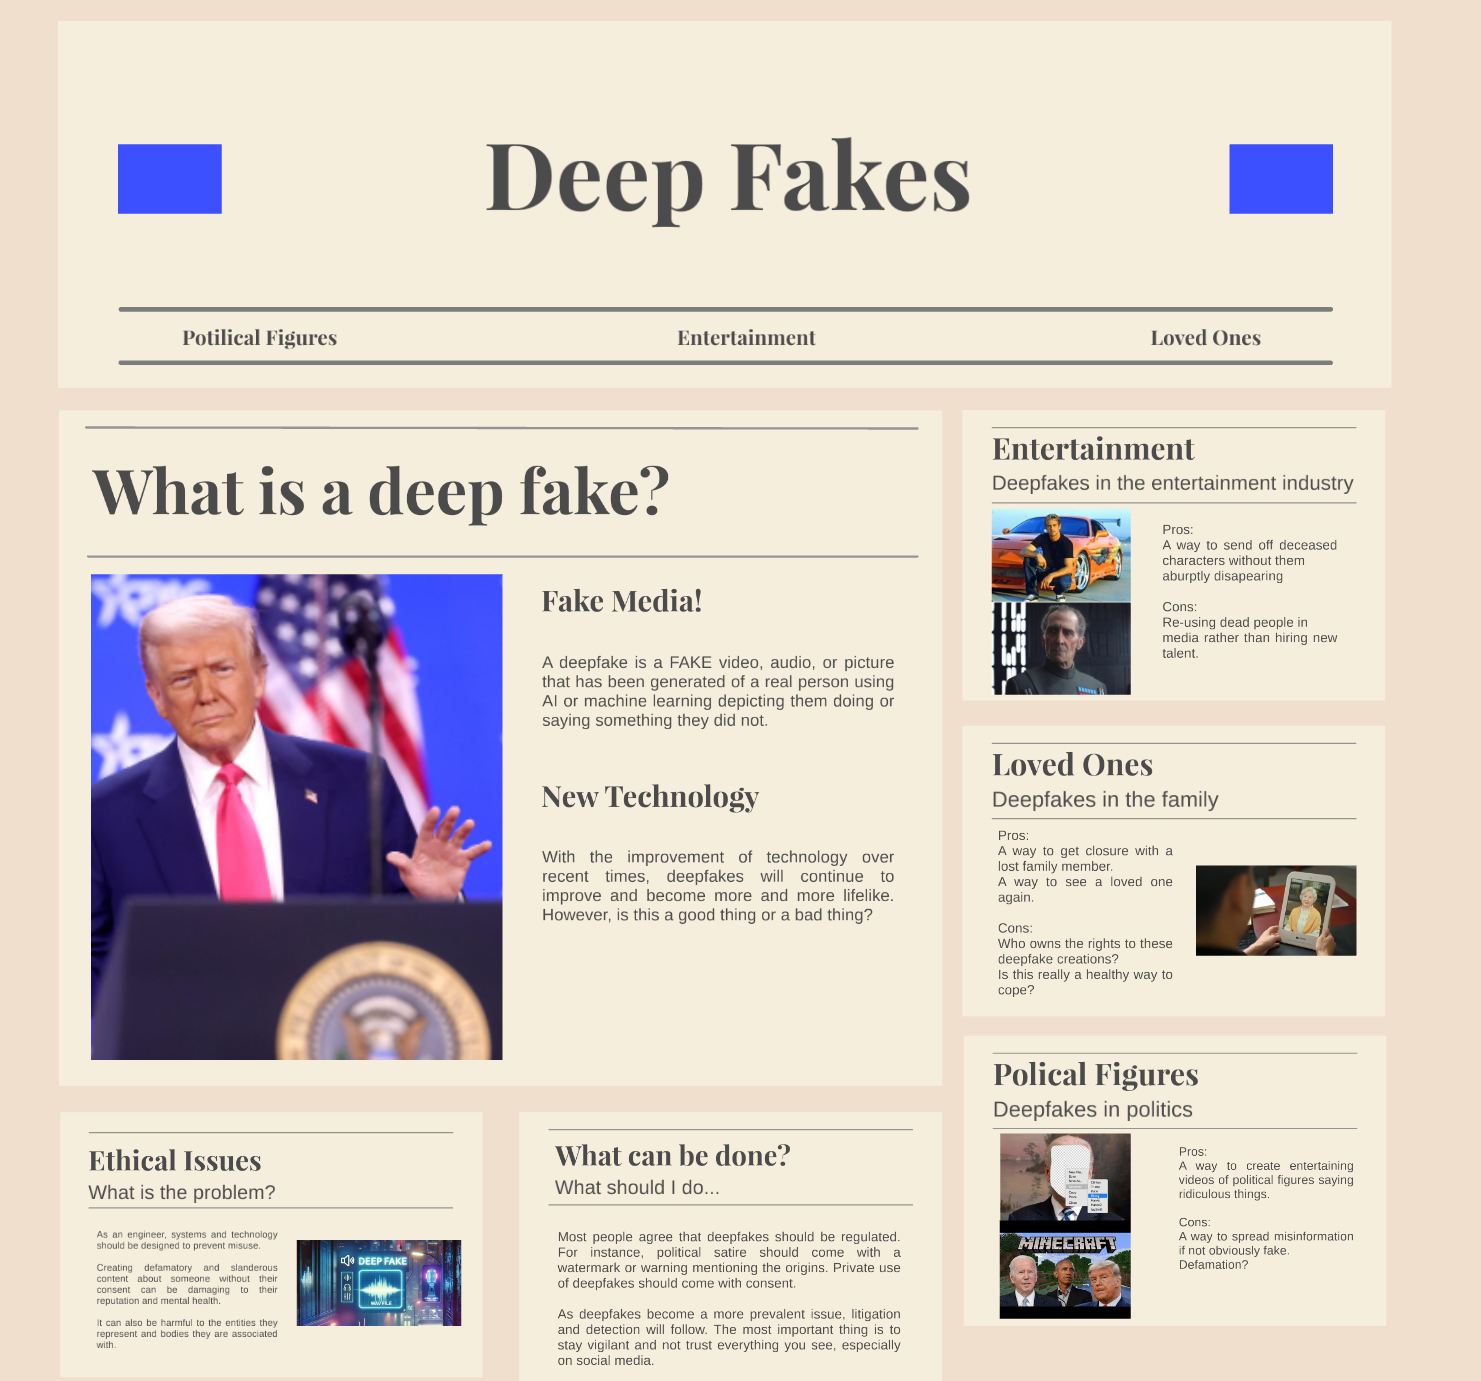 Deep Fakes
Potilical Figures
Entertainment
Loved Ones
What is a deep fake?
Fake Media!
A deepfake is a FAKE video, audio, or picture
that has been generated of a real person using
AI or machine learning depicting them doing or
saying something they did not.
New Technology
With the improvement of technology over
recent times, deepfakes will continue to
improve and become more and more lifelike.
However, is this a good thing or a bad thing?
Entertainment
Deepfakes in the entertainment industry
Pros:
A way to send off deceased
characters without them
aburptly disapearing
Cons:
Re-using dead people in
media rather than hiring new
talent.
Loved Ones
Deepfakes in the family
Pros:
A way to get closure with a
lost family member.
A way to see a loved one
again.
Cons:
Who owns the rights to these
deepfake creations?
Is this really a healthy way to
cope?
Polical Figures
Deepfakes in politics
Pros:
A way to create entertaining
videos of political figures saying
ridiculous things.
Cons:
A way to spread misinformation
if not obviously fake.
Defamation?
MINECRAFT
Ethical Issues
What is the problem?
As an engineer, systems and technology
should be designed to prevent misuse.
Creating defamatory and slanderous
content about someone without their
consent can be damaging to their
reputation and mental health.
It can also be harmful to the entities they
represent and bodies they are associated
with.
DEEP FAKE
WAV FILE
What can be done?
What should I do...
Most people agree that deepfakes should be regulated.
For instance, political satire should come with a
watermark or warning mentioning the origins. Private use
of deepfakes should come with consent.
As deepfakes become a more prevalent issue, litigation
and detection will follow. The most important thing is to
stay vigilant and not trust everything you see, especially
on social media.